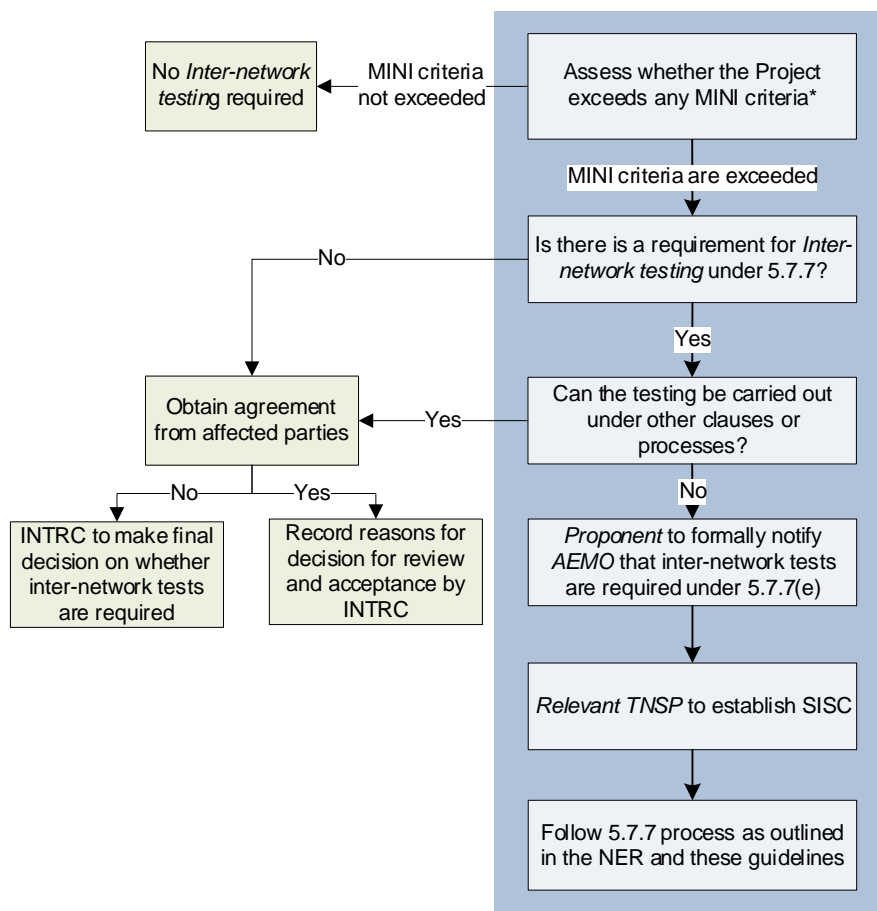 No Inter-network
testing required
MINI criteria
not exceeded
Assess whether the Project
exceeds any MINI criteria*
MINI criteria are exceeded
Is there is a requirement for Inter-
network testing under 5.7.7?
No
Yes
Can the testing be carried out
under other clauses or
processes?
Yes
Obtain agreement
from affected parties
No
Yes
No
INTRC to make final
decision on whether
inter-network tests
are required
Record reasons for
decision for review
and acceptance by
INTRC
Proponent to formally notify
AEMO that inter-network tests
are required under 5.7.7(e)
Relevant TNSP to establish SISC
Follow 5.7.7 process as outlined
in the NER and these guidelines